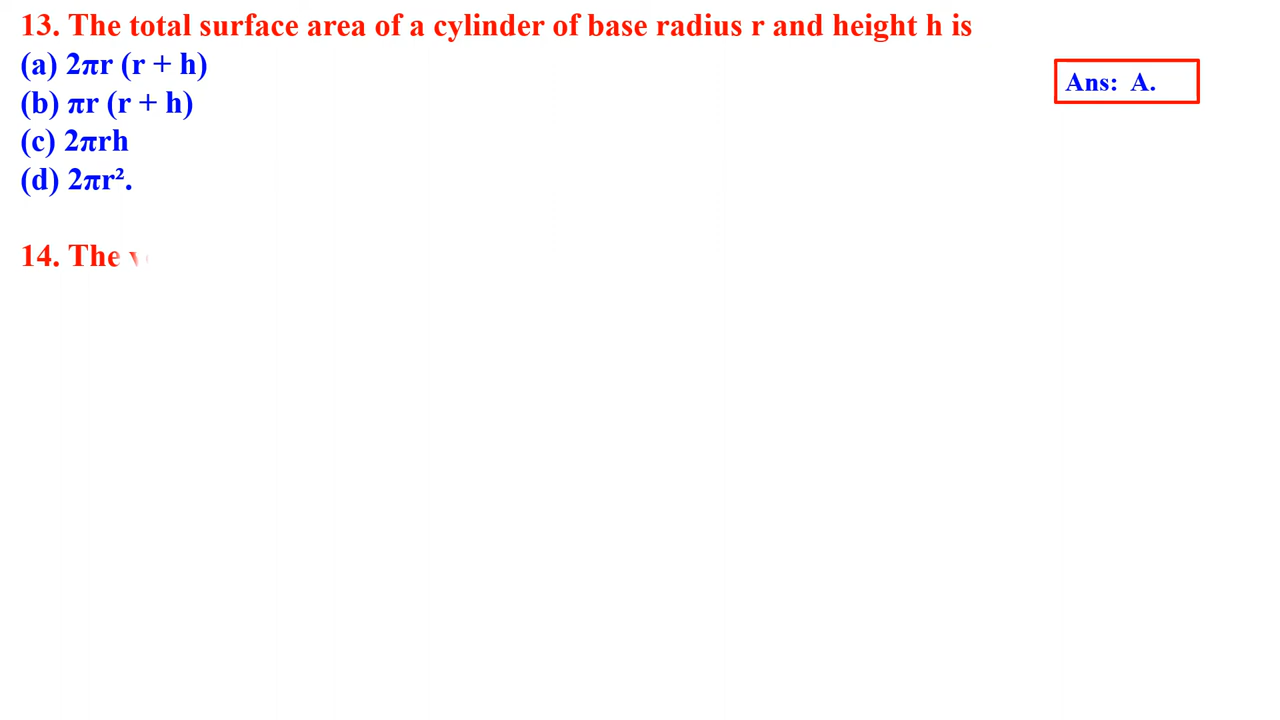 13. The total surface area of a cylinder of base radius r and height h is
(a) 2πr (r + h)
Ans: A.
(b) πr (r + h)
(c) 2πrh
(d) 2πr².
14. The